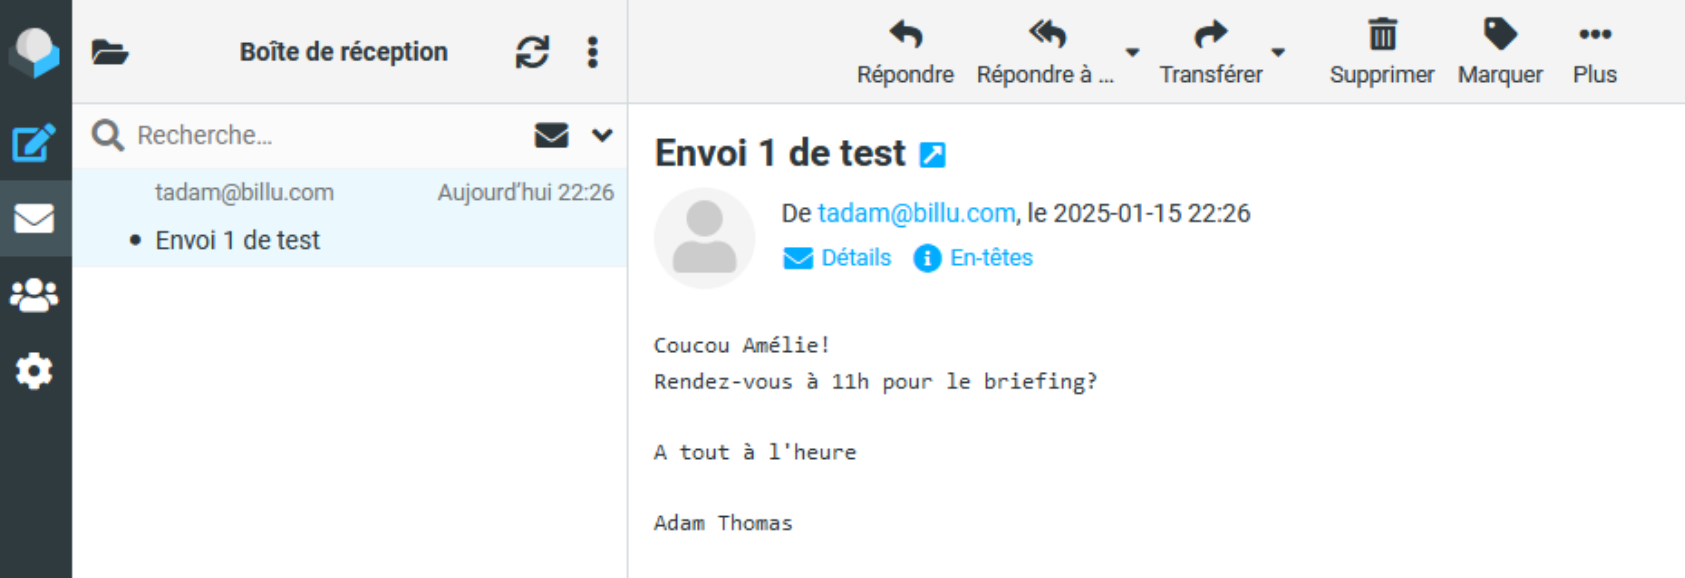 Boîte de réception
Répondre
Répondre à ...
Transférer
Supprimer
Marquer
Plus
Recherche...
tadam@billu.com Aujourd'hui 22:26
• Envoi 1 de test
Envoi 1 de test
De tadam@billu.com, le 2025-01-15 22:26
Détails En-têtes
Coucou Amélie!
Rendez-vous à 11h pour le briefing?
A tout à l'heure
Adam Thomas